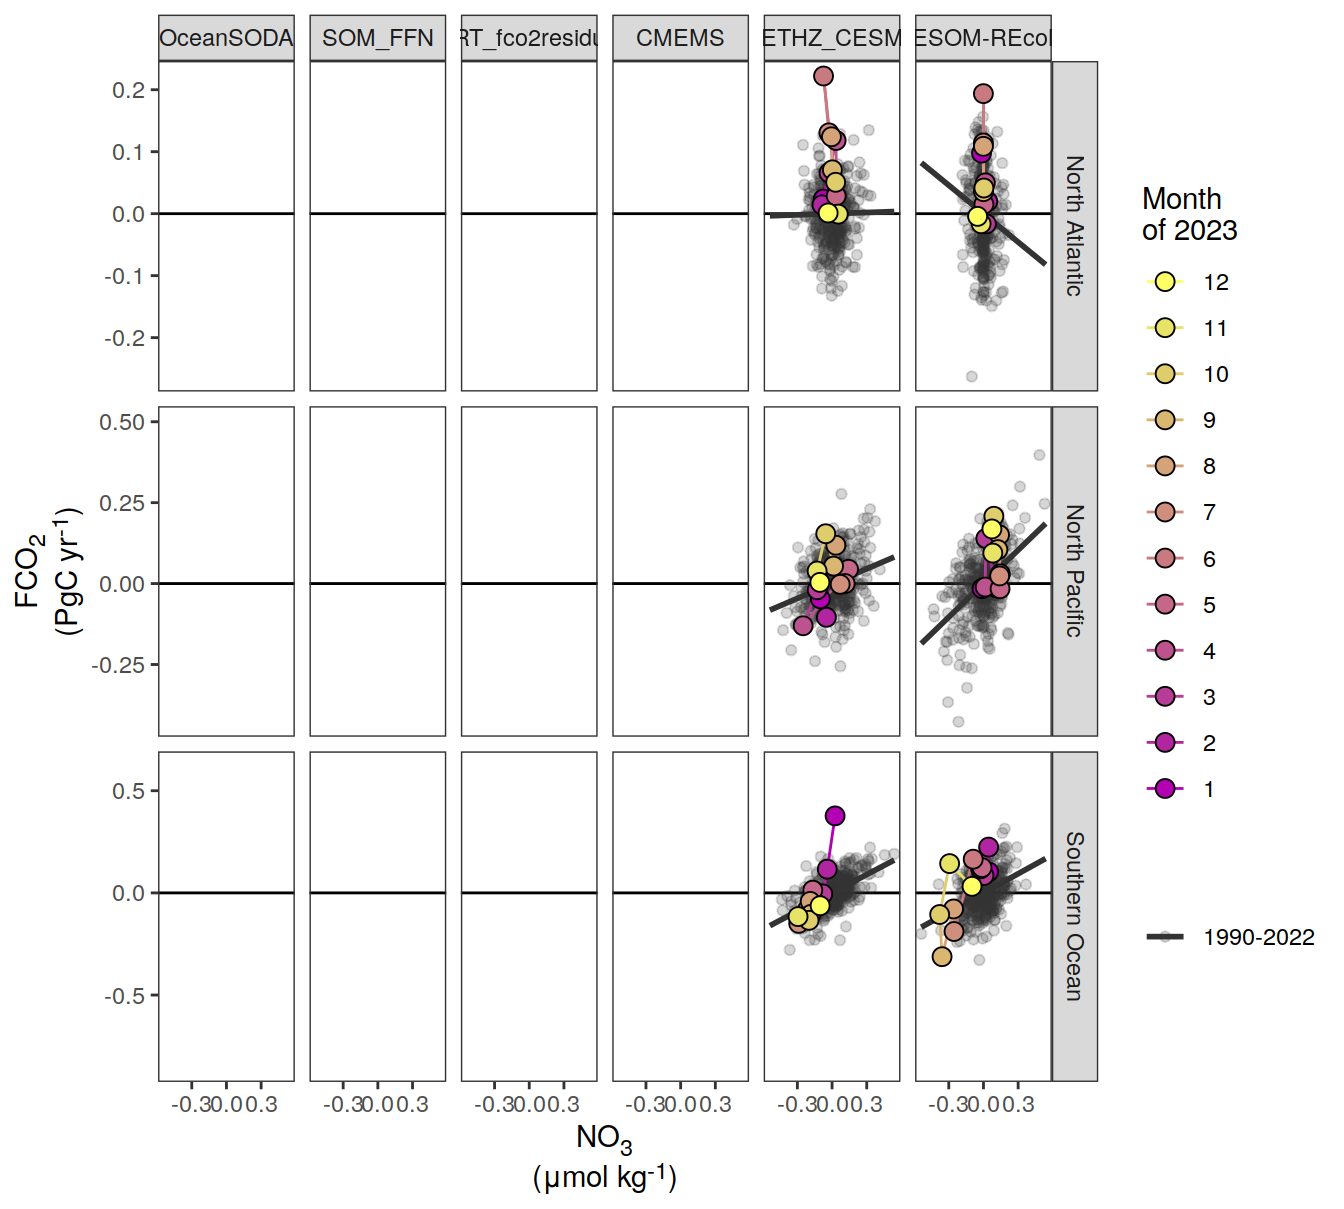 OceanSODA SOM_FFN RT_fco2residu CMEMS ETHZ_CESM ESOM-REcol
0.2
0.1
0.0
-0.1
-0.2
North Atlantic
0.50
0.25
0.00
-0.25
North Pacific
0.5
0.0
-0.5
Southern Ocean
FCO₂
(PgC yr⁻¹)
-0.3 0.0 0.3 -0.3 0.0 0.3 -0.3 0.0 0.3 -0.3 0.0 0.3 -0.3 0.0 0.3 -0.3 0.0 0.3
NO₃
(μmol kg⁻¹)
Month
of 2023
12
11
10
9
8
7
6
5
4
3
2
1
1990-2022